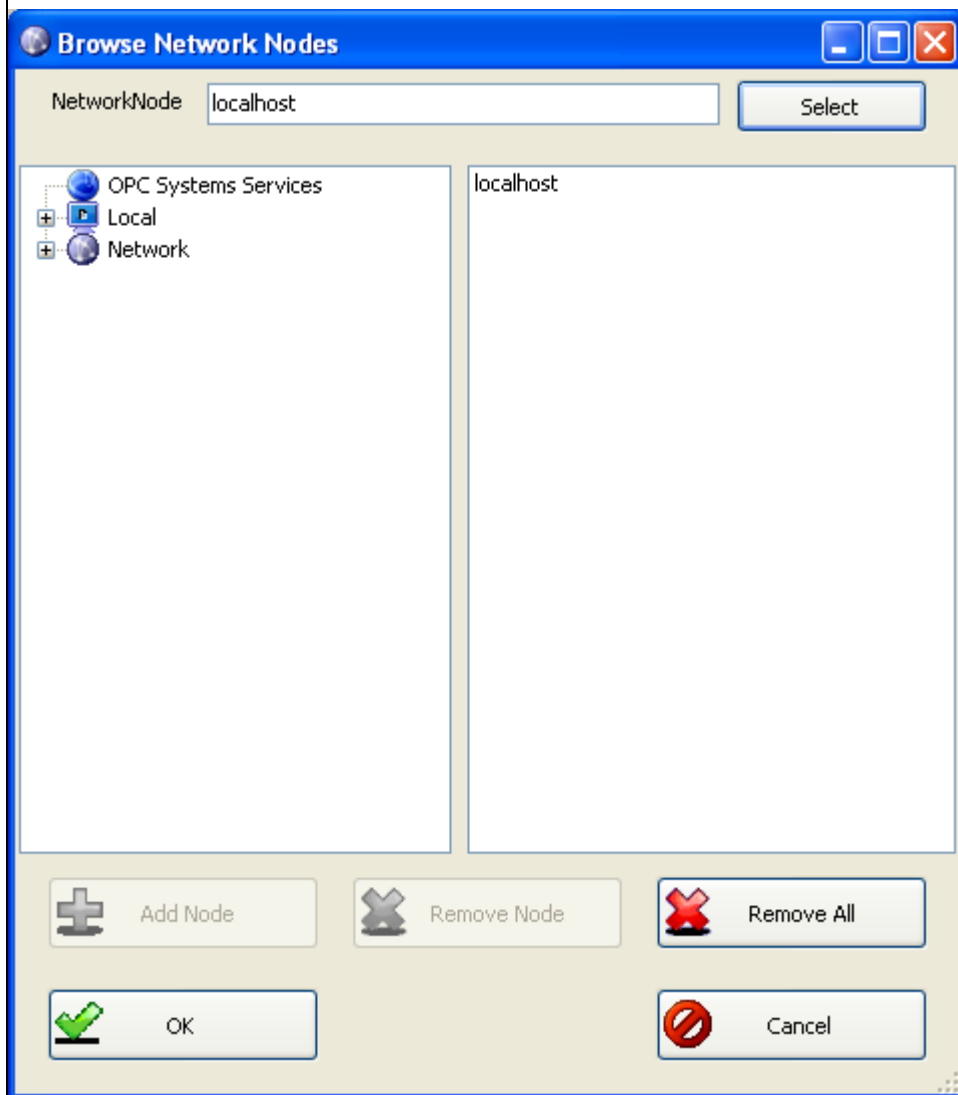 Browse Network Nodes
NetworkNode
localhost
Select
OPC Systems Services
Local
Network
localhost
Add Node
Remove Node
Remove All
OK
Cancel